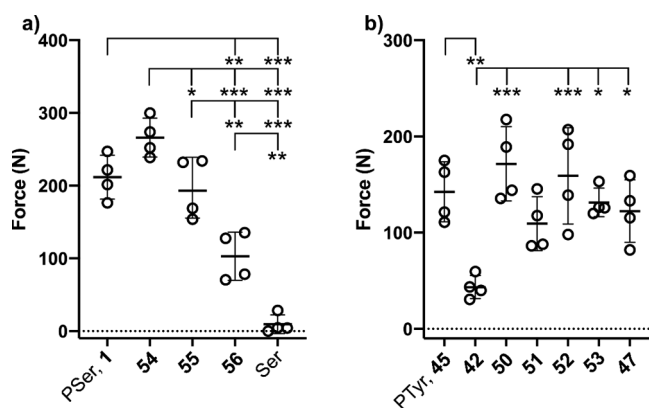 a)
400
300
200
100
0
Force (N)
** ***
* *** ***
** ***
**
PSer, 1
54
55
56
Ser
b)
300
200
100
0
Force (N)
**
*** *** * *
PTyr, 45
42
50
51
52
53
47